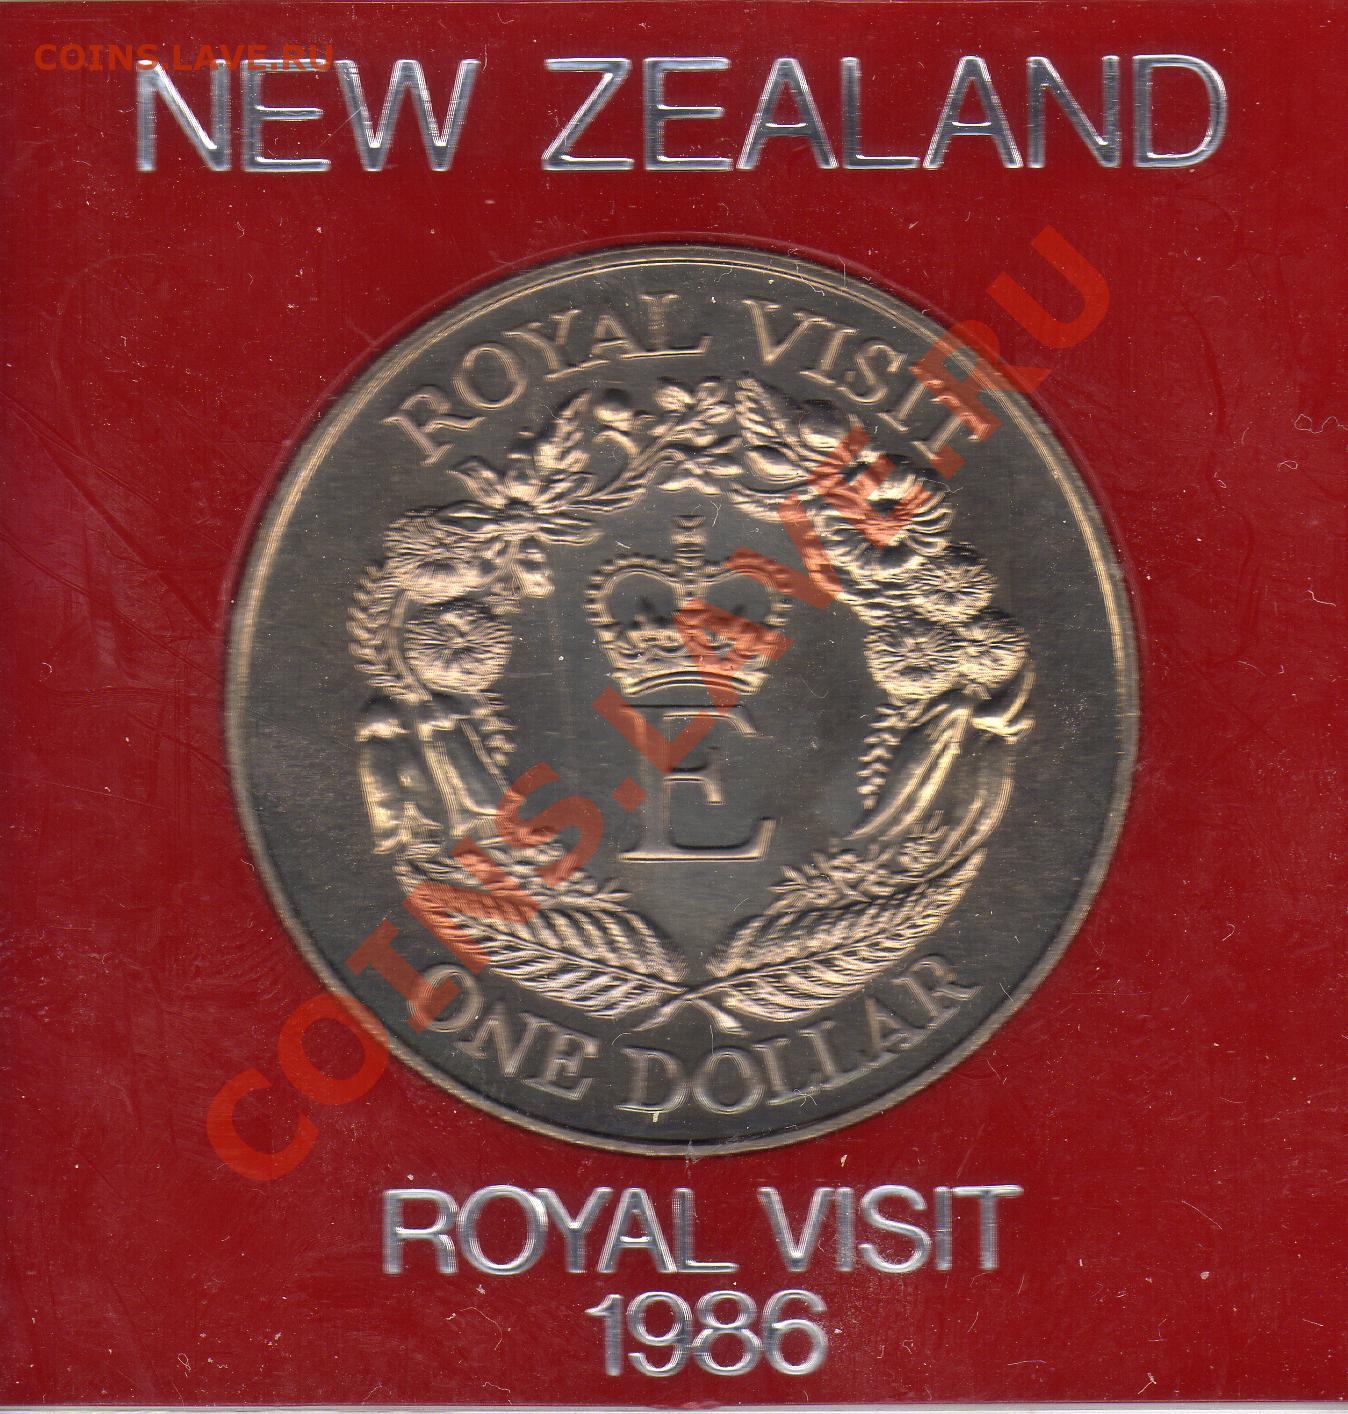 COINS.LAVE.RU
NEW ZEALAND
ROYAL VISIT
E
ONE DOLLAR
COINS.LAVE.RU
ROYAL VISIT
1986